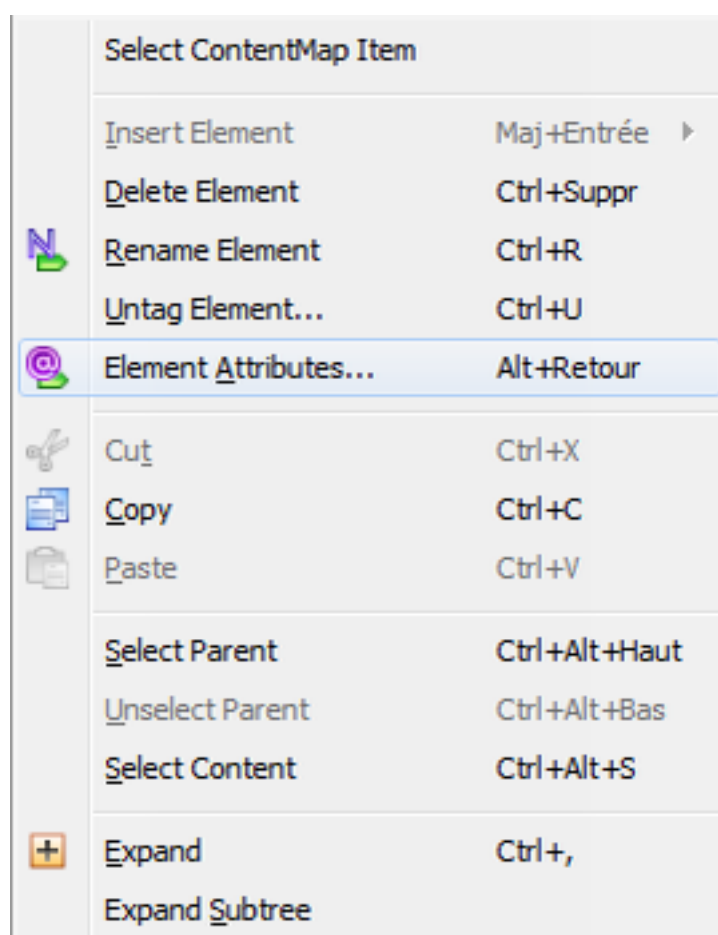 Select ContentMap Item
Insert Element Maj+Entrée
Delete Element Ctrl+Suppr
Rename Element Ctrl+R
Untag Element... Ctrl+U
Element Attributes... Alt+Retour
Cut Ctrl+X
Copy Ctrl+C
Paste Ctrl+V
Select Parent Ctrl+Alt+Haut
Unselect Parent Ctrl+Alt+Bas
Select Content Ctrl+Alt+S
Expand Ctrl+,
Expand Subtree